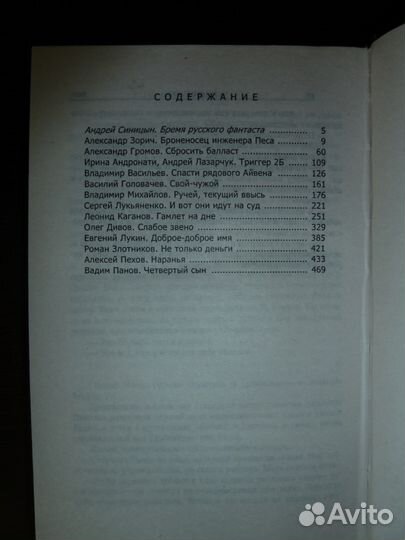 СОДЕРЖАНИЕ
Андрей Синицын. Бремя русского фантаста ............... 5
Александр Зорич. Броненосец инженера Песа ............ 9
Александр Громов. Сбросить балласт ............... 60
Ирина Андронати, Андрей Лазарчук. Триггер 2Б ....... 109
Владимир Васильев. Спасти рядового Айвена .......... 126
Василий Головачев. Свой-чужой ............... 161
Владимир Михайлов. Ручей, текущий ввысь ............ 176
Сергей Лукьяненко. И вот они идут на суд ............ 221
Леонид Каганов. Гамлет на дне ............... 251
Олег Дивов. Слабое звено ............... 329
Евгений Лукин. Доброе-доброе имя ............... 385
Роман Злотников. Не только деньги ............... 421
Алексей Пехов. Наранья ............... 433
Вадим Панов. Четвертый сын ............... 469
Avito